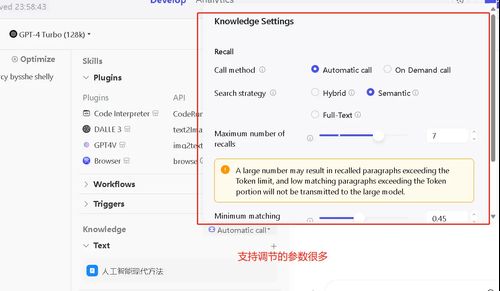 ved 23:58:43
Develop
GPT-4 Turbo (128k)
Optimize
cy bysshe shelly
Skills
Plugins
Plugins API
Code Interpreter CodeRun
DALLE 3 text2Ima
GPT4V img2text
Browser browse
Workflows
Triggers
Knowledge
Automatic call
Text
人工智能现代方法
Knowledge Settings
Recall
Call method Automatic call On Demand call
Search strategy Hybrid Semantic
Full-Text
Maximum number of recalls 7
A large number may result in recalled paragraphs exceeding the
Token limit, and low matching paragraphs exceeding the Token
portion will not be transmitted to the large model.
Minimum matching 0.45
支持调节的参数很多